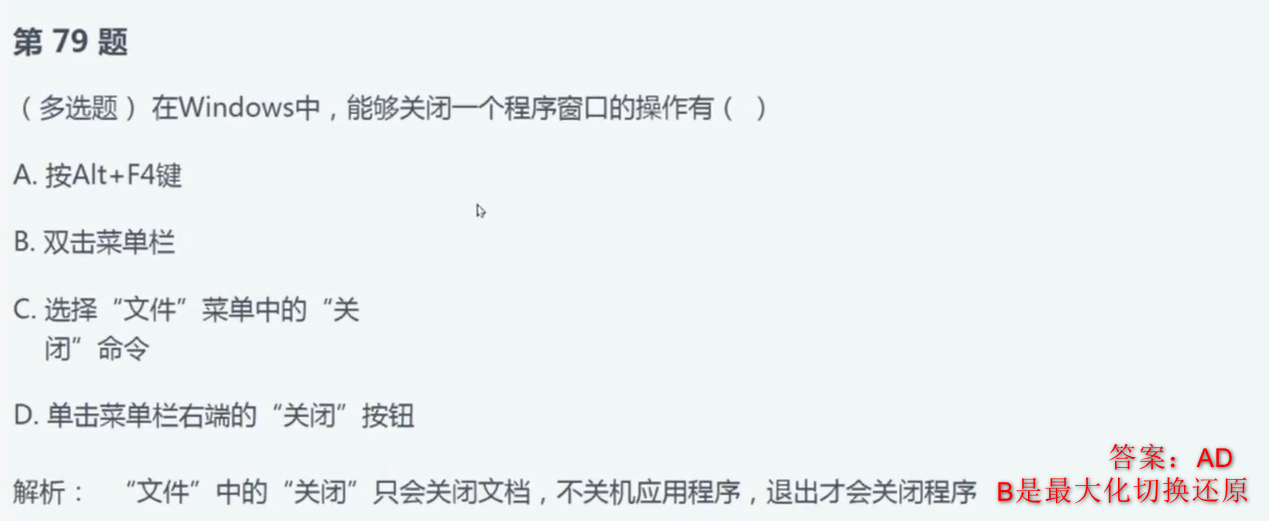 第 79 题
（ 多选题 ） 在Windows中，能够关闭一个程序窗口的操作有（  ）
A. 按Alt+F4键
B. 双击菜单栏
C. 选择“文件”菜单中的“关
闭”命令
D. 单击菜单栏右端的“关闭”按钮
答案：AD
解析： “文件”中的“关闭”只会关闭文档，不关机应用程序，退出才会关闭程序 B是最大化切换还原